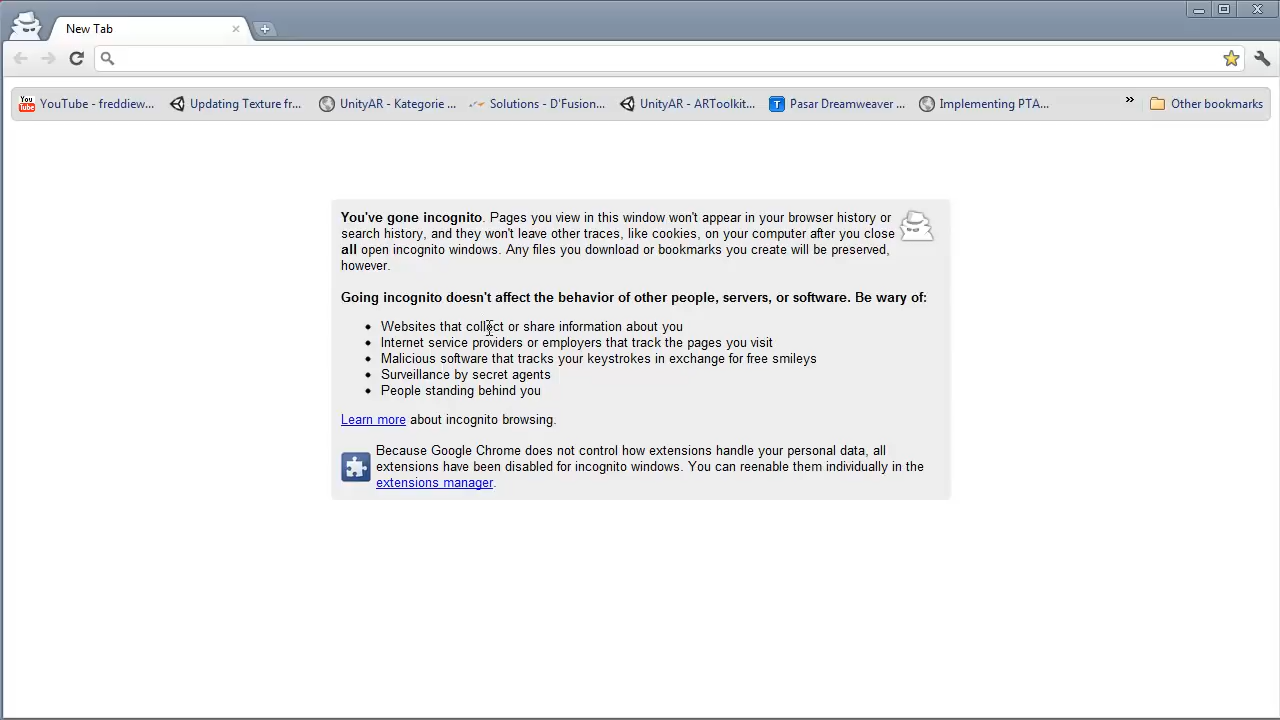 New Tab
You Tube YouTube - freddiew... Updating Texture fr... UnityAR - Kategorie ... Solutions - D'Fusion... UnityAR - ARToolkit... T Pasar Dreamweaver ... Implementing PTA... » Other bookmarks
You've gone incognito. Pages you view in this window won't appear in your browser history or
search history, and they won't leave other traces, like cookies, on your computer after you close
all open incognito windows. Any files you download or bookmarks you create will be preserved,
however.
Going incognito doesn't affect the behavior of other people, servers, or software. Be wary of:
• Websites that collect or share information about you
• Internet service providers or employers that track the pages you visit
• Malicious software that tracks your keystrokes in exchange for free smileys
• Surveillance by secret agents
• People standing behind you
Learn more about incognito browsing.
Because Google Chrome does not control how extensions handle your personal data, all
extensions have been disabled for incognito windows. You can reenable them individually in the
extensions manager.